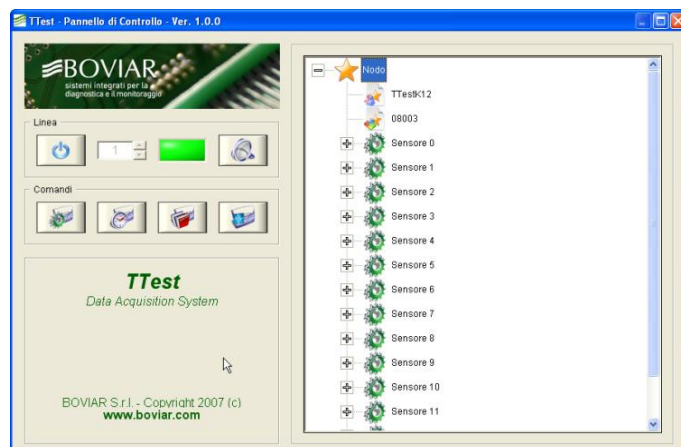 TTest - Pannello di Controllo - Ver. 1.0.0
BOVIAR
sistemi integrati per la
diagnostica e il monitoraggio
Linea
1
Comandi
TTest
Data Acquisition System
BOVIAR S.r.l. - Copyright 2007 (c)
www.boviar.com
Nodo
TTestK12
08003
Sensore 0
Sensore 1
Sensore 2
Sensore 3
Sensore 4
Sensore 5
Sensore 6
Sensore 7
Sensore 8
Sensore 9
Sensore 10
Sensore 11